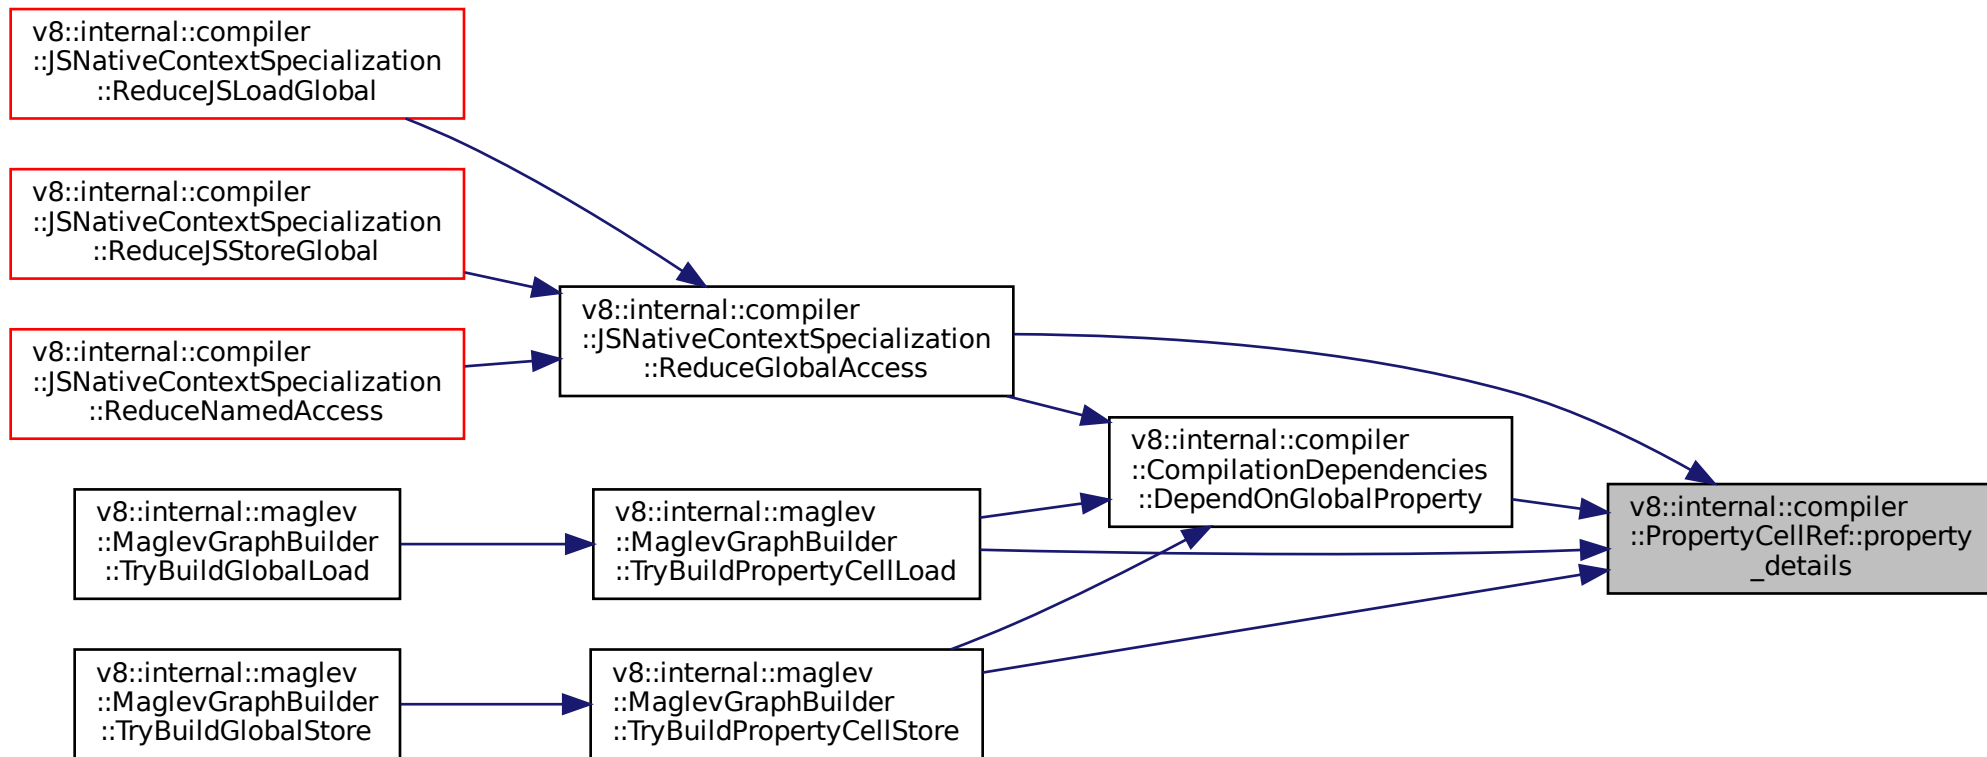 v8::internal::compiler
::JSNativeContextSpecialization
::ReduceJSLoadGlobal
v8::internal::compiler
::JSNativeContextSpecialization
::ReduceJSStoreGlobal
v8::internal::compiler
::JSNativeContextSpecialization
::ReduceNamedAccess
v8::internal::maglev
::MaglevGraphBuilder
::TryBuildGlobalLoad
v8::internal::maglev
::MaglevGraphBuilder
::TryBuildGlobalStore
v8::internal::compiler
::JSNativeContextSpecialization
::ReduceGlobalAccess
v8::internal::maglev
::MaglevGraphBuilder
::TryBuildPropertyCellLoad
v8::internal::maglev
::MaglevGraphBuilder
::TryBuildPropertyCellStore
v8::internal::compiler
::CompilationDependencies
::DependOnGlobalProperty
v8::internal::compiler
::PropertyCellRef::property
_details